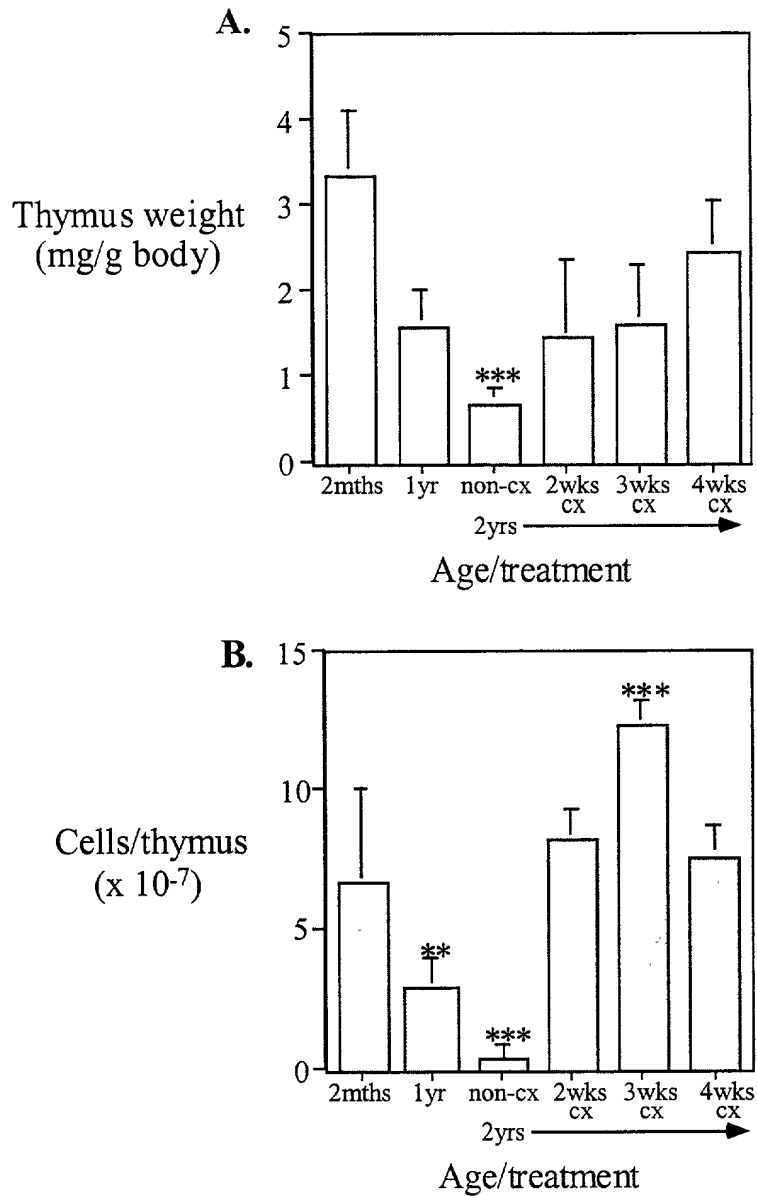 A.
5
4
3
2
1
0
Thymus weight
(mg/g body)
***
2mths 1yr non-cx 2wks 3wks 4wks
cx cx cx
2yrs
Age/treatment
B.
15
10
5
0
Cells/thymus
(x 10-7)
**
***
***
2mths 1yr non-cx 2wks 3wks 4wks
cx cx cx
2yrs
Age/treatment